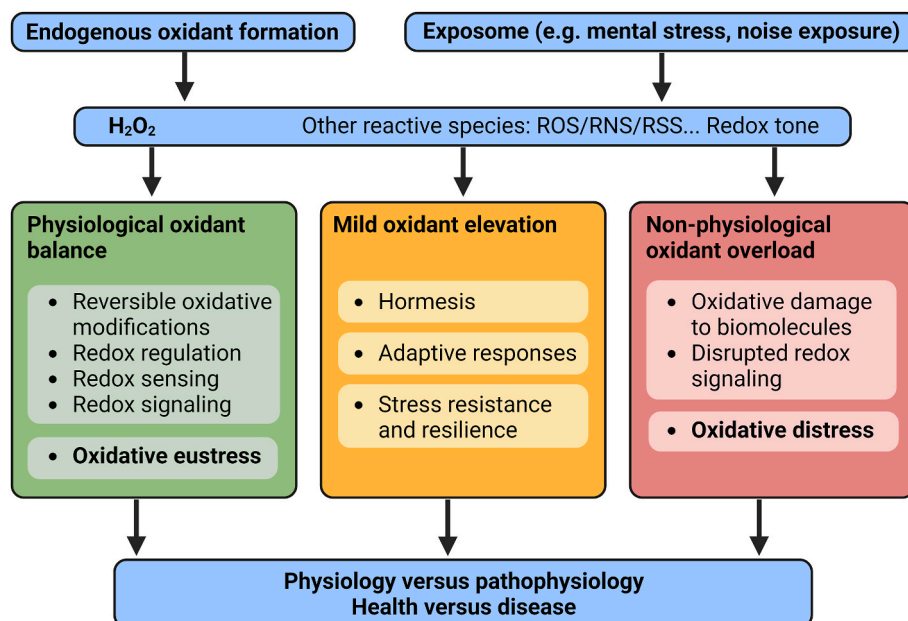 Endogenous oxidant formation
Exposome (e.g. mental stress, noise exposure)
H₂O₂ Other reactive species: ROS/RNS/RSS... Redox tone
Physiological oxidant
balance
• Reversible oxidative
modifications
• Redox regulation
• Redox sensing
• Redox signaling
• Oxidative eustress
Mild oxidant elevation
• Hormesis
• Adaptive responses
• Stress resistance
and resilience
Non-physiological
oxidant overload
• Oxidative damage
to biomolecules
• Disrupted redox
signaling
• Oxidative distress
Physiology versus pathophysiology
Health versus disease